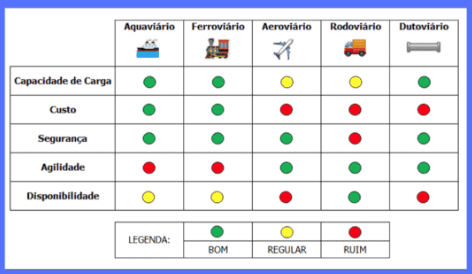 Aquaviário Ferroviário Aeroviário Rodoviário Dutoviário
Capacidade de Carga
Custo
Segurança
Agilidade
Disponibilidade
LEGENDA:
BOM REGULAR RUIM